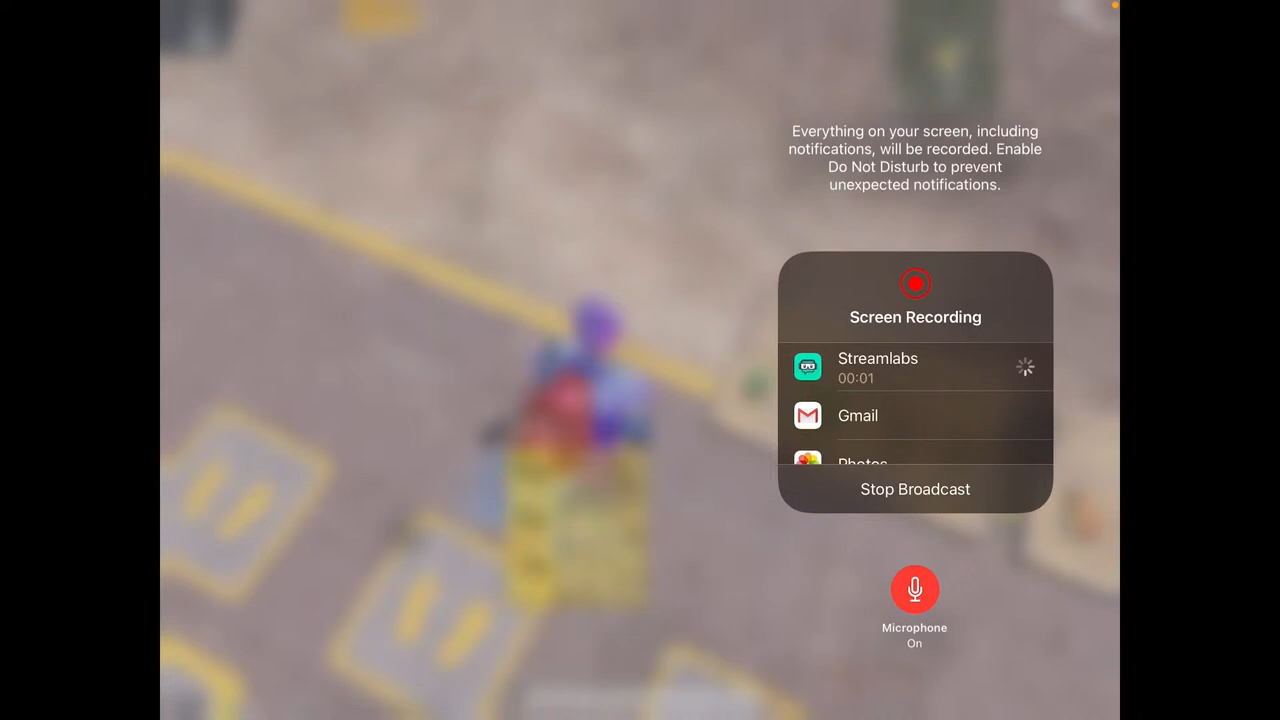 Everything on your screen, including
notifications, will be recorded. Enable
Do Not Disturb to prevent
unexpected notifications.
Screen Recording
Streamlabs
00:01
Gmail
Photos
Stop Broadcast
Microphone
On